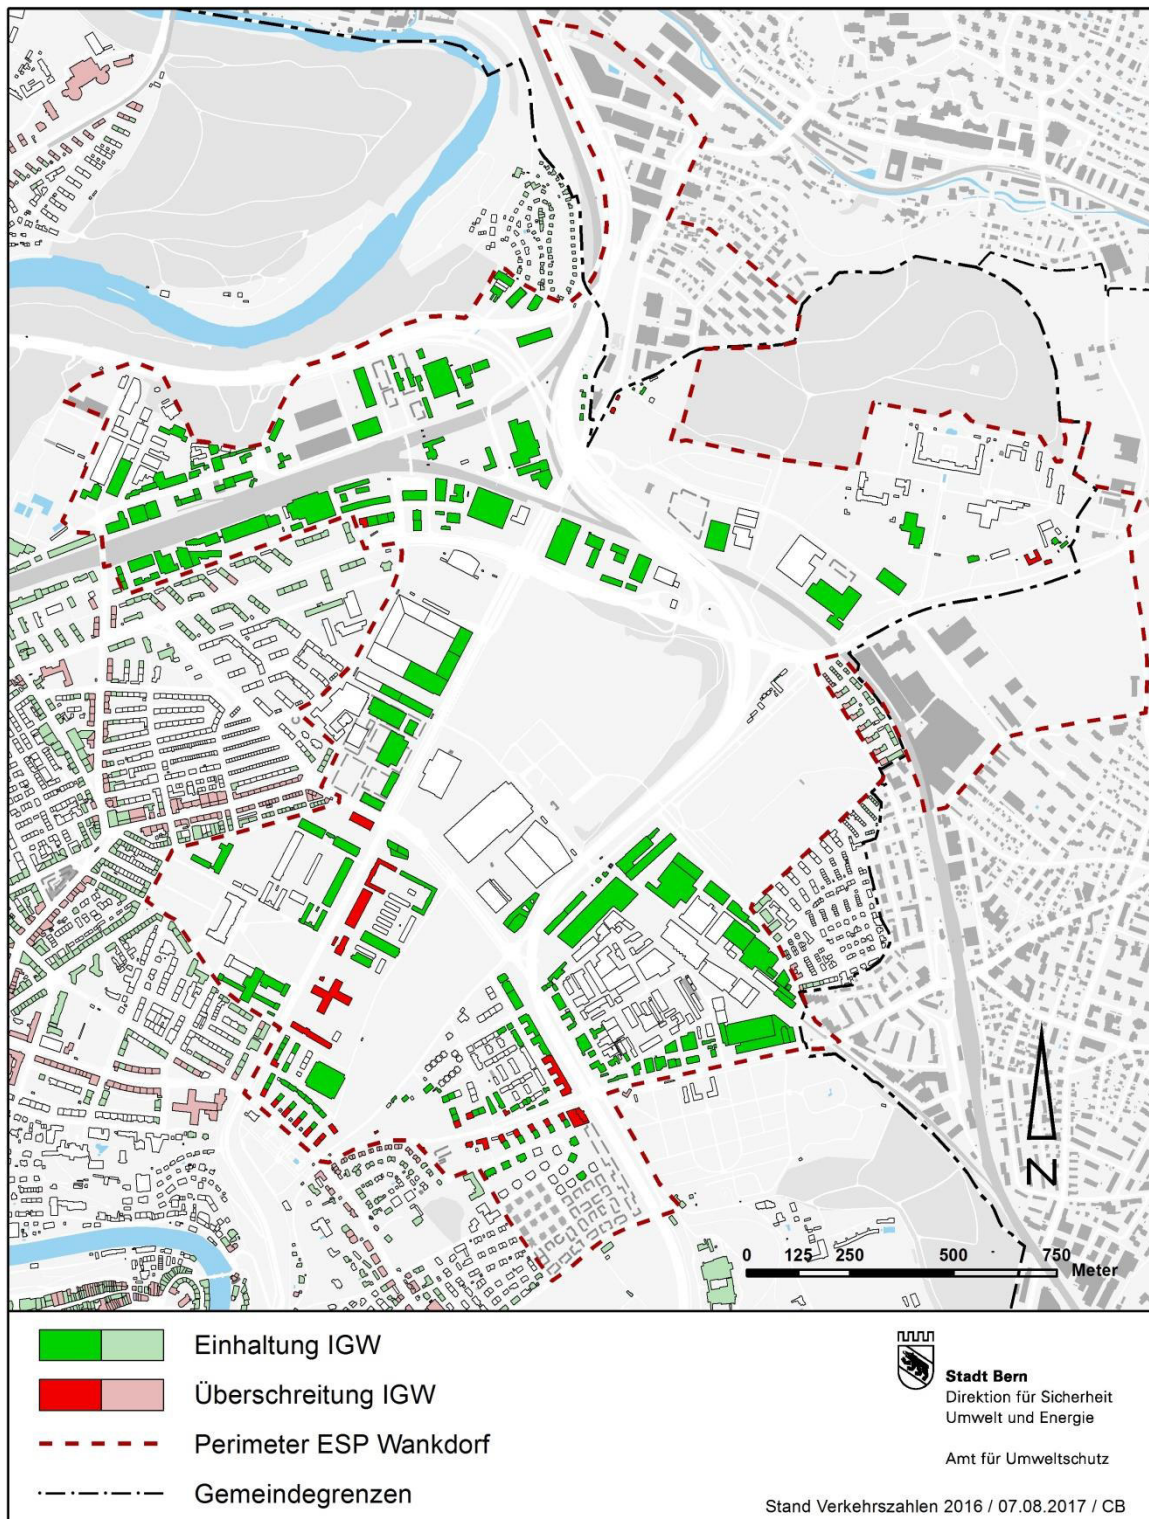 N
0 125 250 500 750
Meter
Einhaltung IGW
Überschreitung IGW
Perimeter ESP Wankdorf
Gemeindegrenzen
Stadt Bern
Direktion für Sicherheit
Umwelt und Energie
Amt für Umweltschutz
Stand Verkehrszahlen 2016 / 07.08.2017 / CB